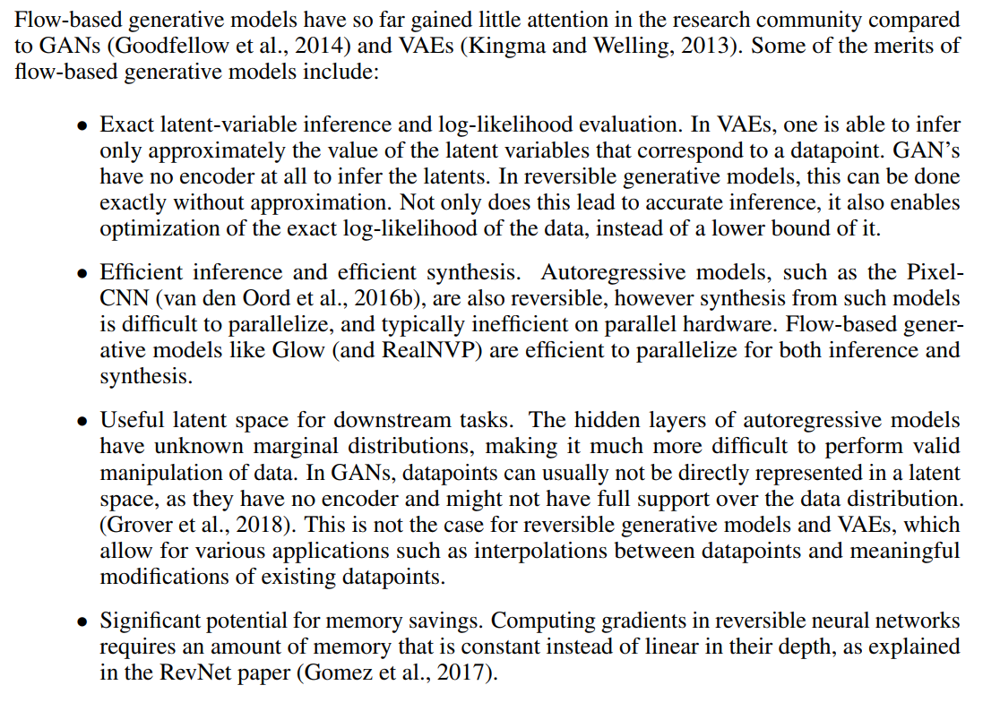 Flow-based generative models have so far gained little attention in the research community compared
to GANs (Goodfellow et al., 2014) and VAEs (Kingma and Welling, 2013). Some of the merits of
flow-based generative models include:
• Exact latent-variable inference and log-likelihood evaluation. In VAEs, one is able to infer
only approximately the value of the latent variables that correspond to a datapoint. GAN's
have no encoder at all to infer the latents. In reversible generative models, this can be done
exactly without approximation. Not only does this lead to accurate inference, it also enables
optimization of the exact log-likelihood of the data, instead of a lower bound of it.
• Efficient inference and efficient synthesis. Autoregressive models, such as the Pixel-
CNN (van den Oord et al., 2016b), are also reversible, however synthesis from such models
is difficult to parallelize, and typically inefficient on parallel hardware. Flow-based gener-
ative models like Glow (and RealNVP) are efficient to parallelize for both inference and
synthesis.
• Useful latent space for downstream tasks. The hidden layers of autoregressive models
have unknown marginal distributions, making it much more difficult to perform valid
manipulation of data. In GANs, datapoints can usually not be directly represented in a latent
space, as they have no encoder and might not have full support over the data distribution.
(Grover et al., 2018). This is not the case for reversible generative models and VAEs, which
allow for various applications such as interpolations between datapoints and meaningful
modifications of existing datapoints.
• Significant potential for memory savings. Computing gradients in reversible neural networks
requires an amount of memory that is constant instead of linear in their depth, as explained
in the RevNet paper (Gomez et al., 2017).